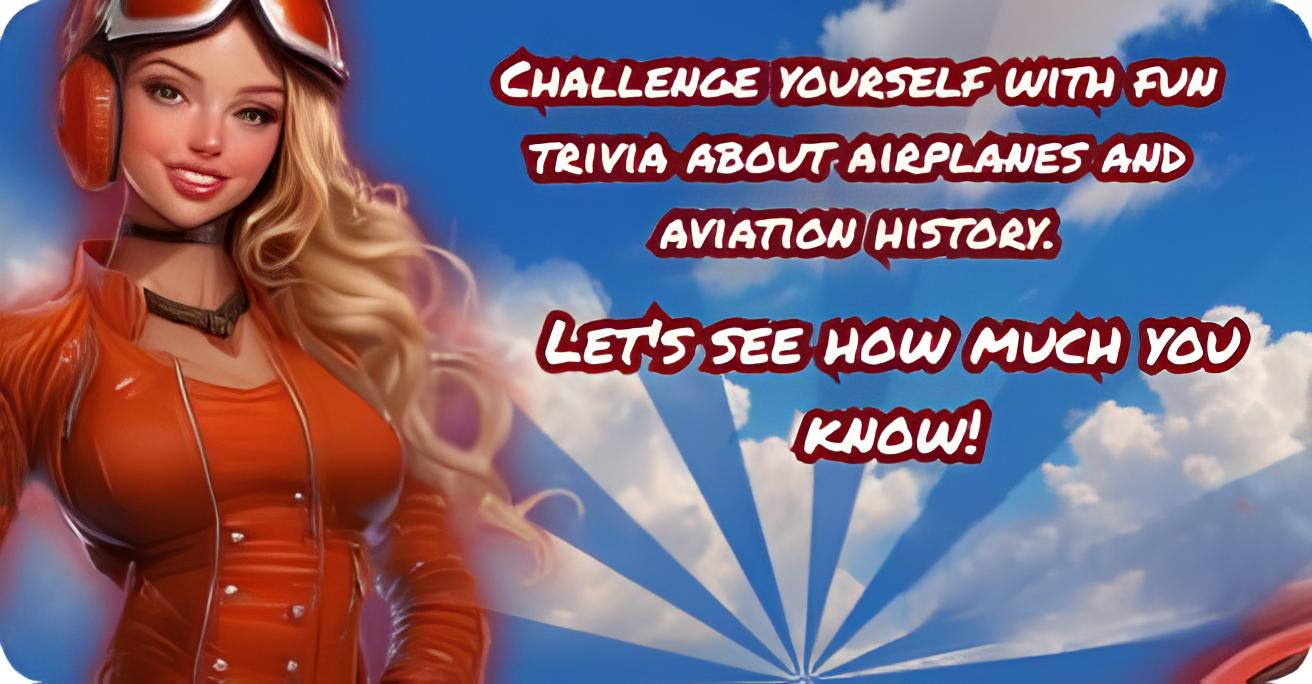 Challenge yourself with fun
trivia about airplanes and
aviation history.
Let's see how much you
know!